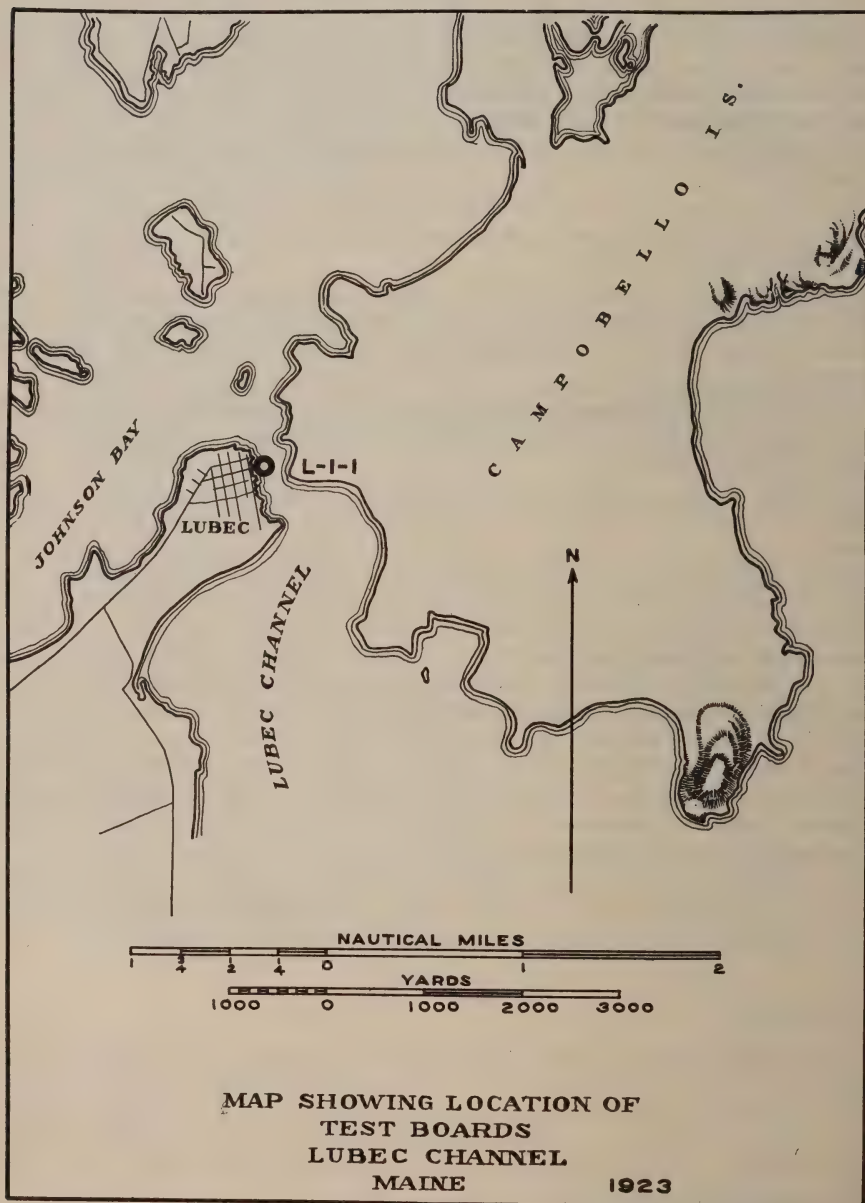 CAMPOBELLO IS.
JOHNSON BAY
L-1-1
LUBEC
N
LUBEC CHANNEL
NAUTICAL MILES
1 3/4 1/2 1/4 0 1 2
YARDS
1000 0 1000 2000 3000
MAP SHOWING LOCATION OF
TEST BOARDS
LUBEC CHANNEL
MAINE 1923